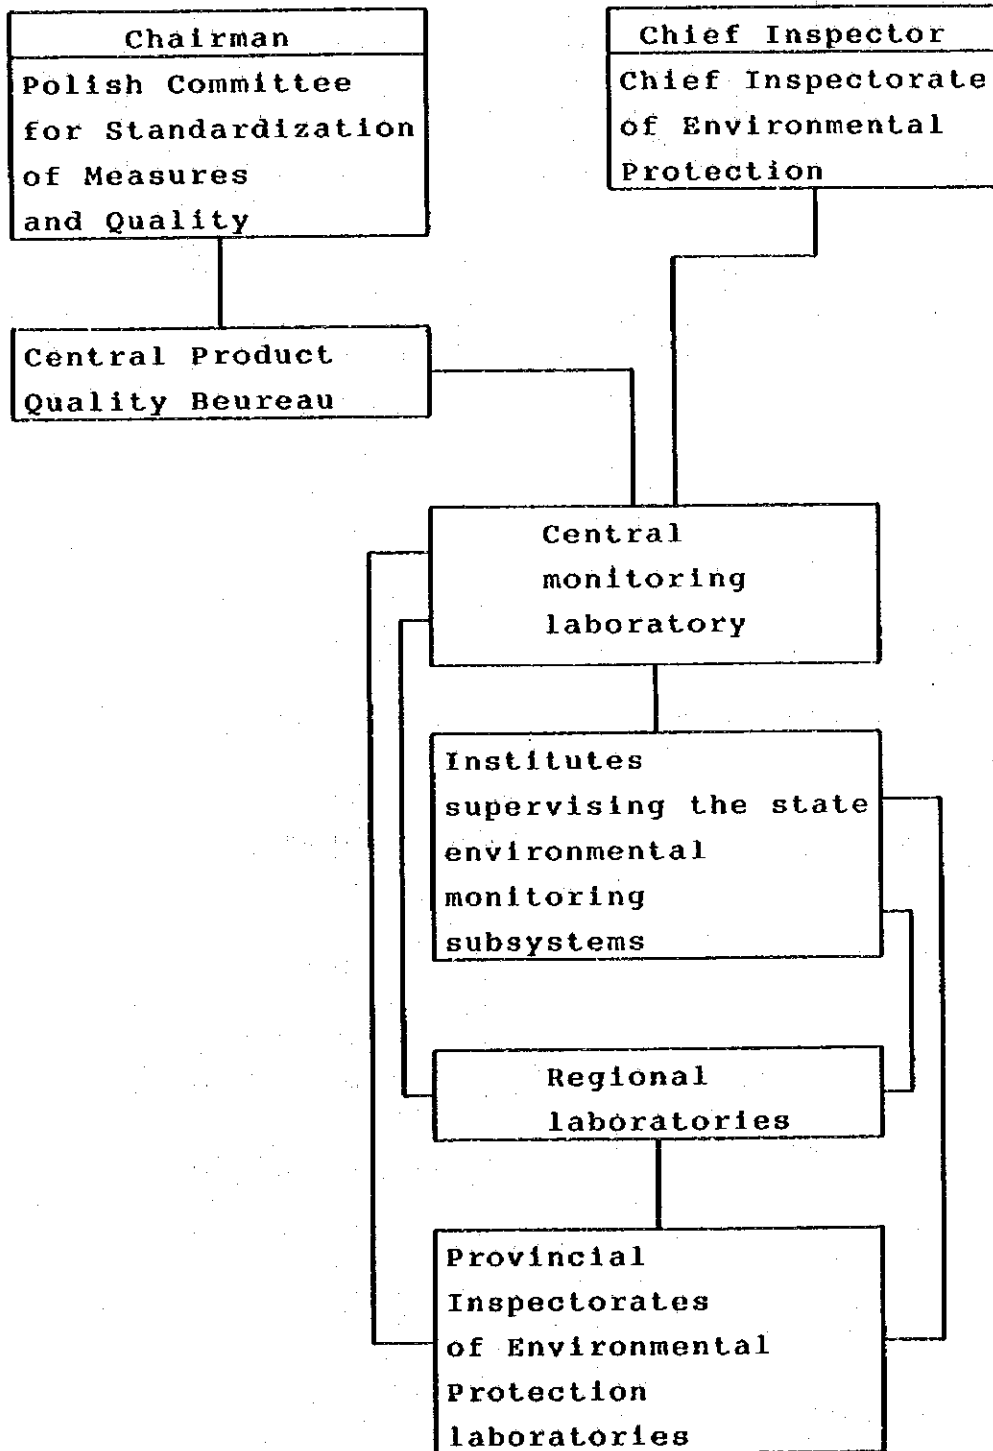 Chairman
Polish Committee
for Standardization
of Measures
and Quality
Chief Inspector
Chief Inspectorate
of Environmental
Protection
Central Product
Quality Beureau
Central
monitoring
laboratory
Institutes
supervising the state
environmental
monitoring
subsystems
Regional
laboratories
Provincial
Inspectorates
of Environmental
Protection
laboratories